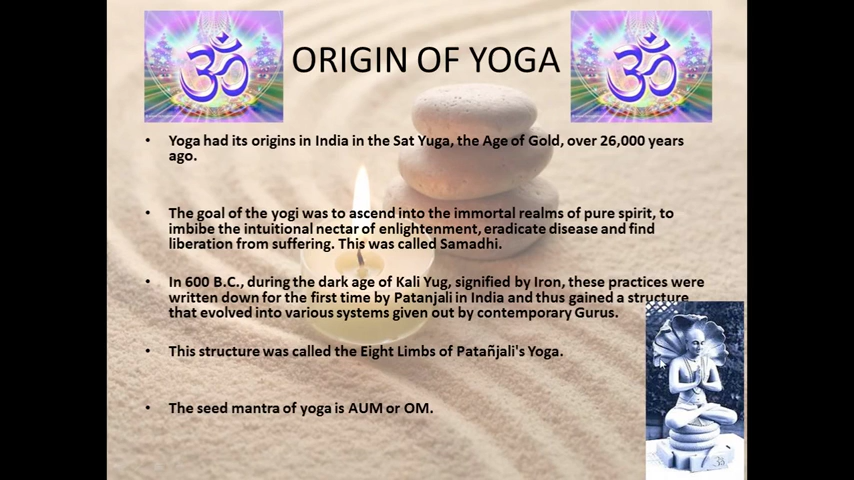 ORIGIN OF YOGA
• Yoga had its origins in India in the Sat Yuga, the Age of Gold, over 26,000 years
ago.
• The goal of the yogi was to ascend into the immortal realms of pure spirit, to
imbibe the intuitional nectar of enlightenment, eradicate disease and find
liberation from suffering. This was called Samadhi.
• In 600 B.C., during the dark age of Kali Yug, signified by Iron, these practices were
written down for the first time by Patanjali in India and thus gained a structure
that evolved into various systems given out by contemporary Gurus.
• This structure was called the Eight Limbs of Patañjali's Yoga.
• The seed mantra of yoga is AUM or OM.